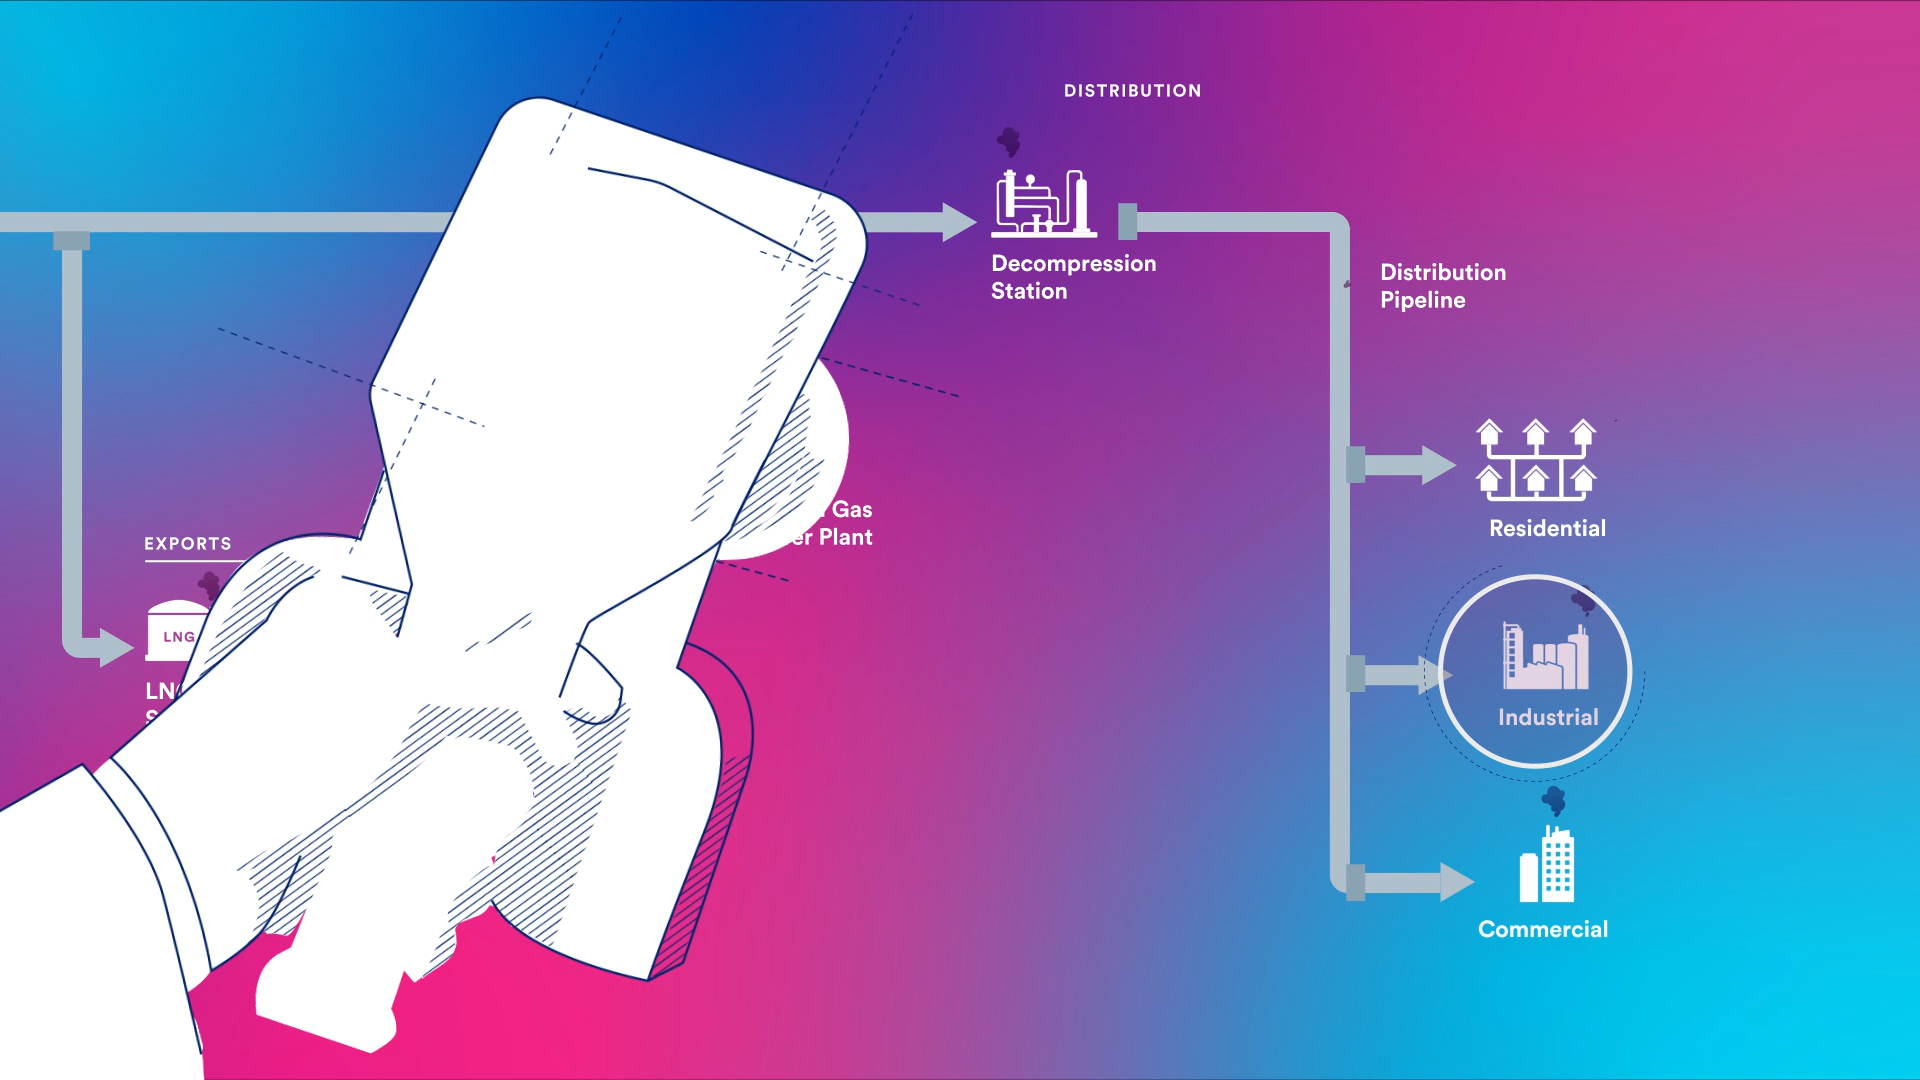 DISTRIBUTION
Decompression
Station
Distribution
Pipeline
Gas
Plant
Residential
EXPORTS
LNG
Industrial
Commercial